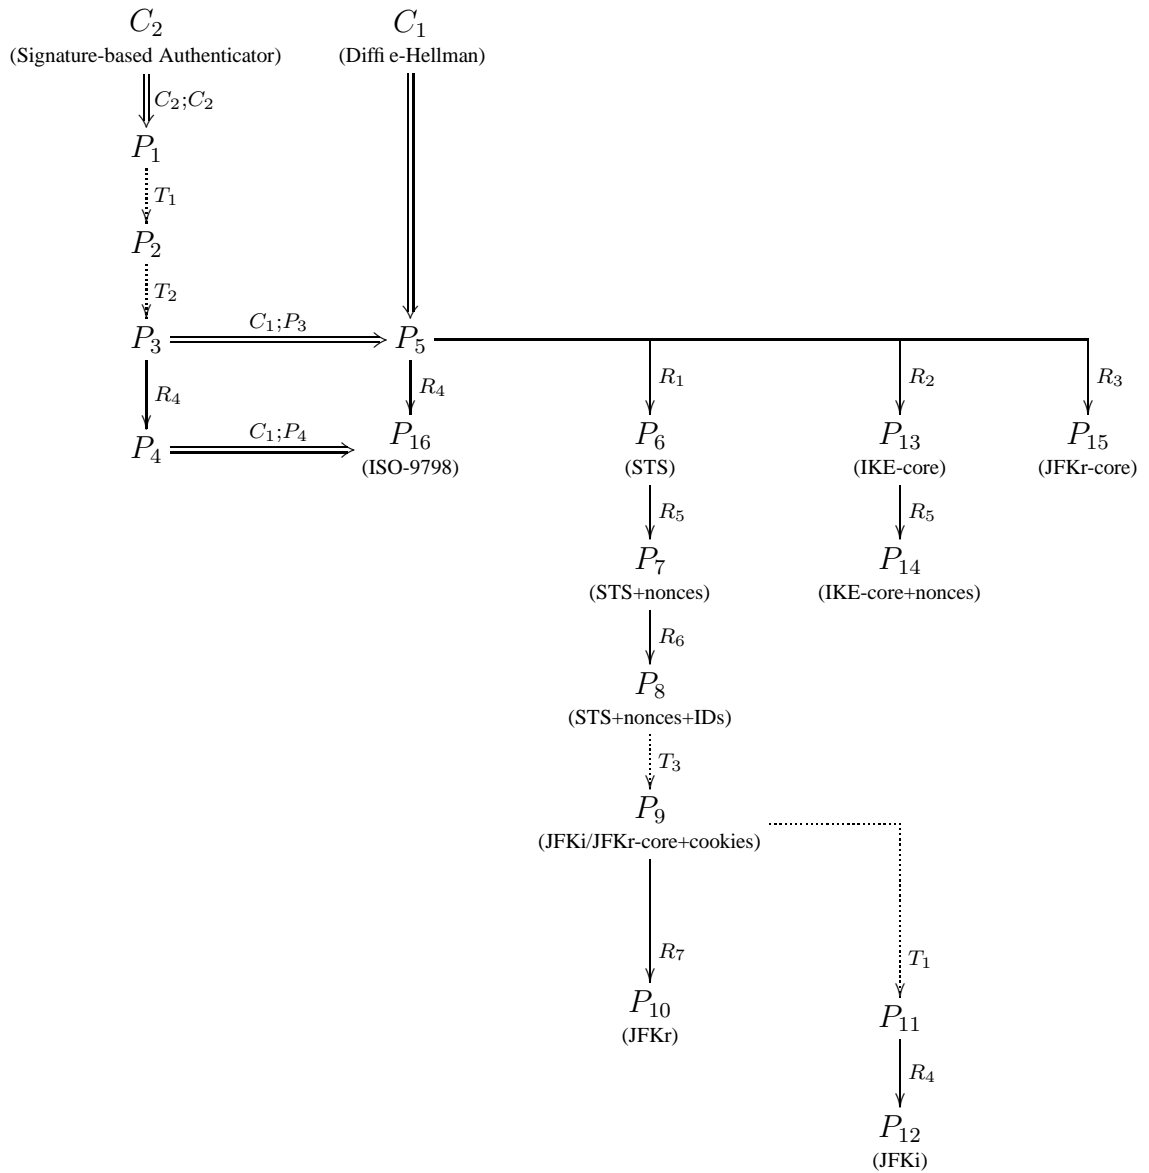 C2 C1
(Signature-based Authenticator) (Diffi e-Hellman)
C2;C2
P1
T1
P2
T2
P3 C1;P3 P5
R4 R4 R1 R2 R3
P4 C1;P4 P16 P6 P13 P15
(ISO-9798) (STS) (IKE-core) (JFKr-core)
R5 R5
P7 P14
(STS+nonces) (IKE-core+nonces)
R6
P8
(STS+nonces+IDs)
T3
P9
(JFKi/JFKr-core+cookies)
R7 T1
P10 P11
(JFKr)
R4
P12
(JFKi)